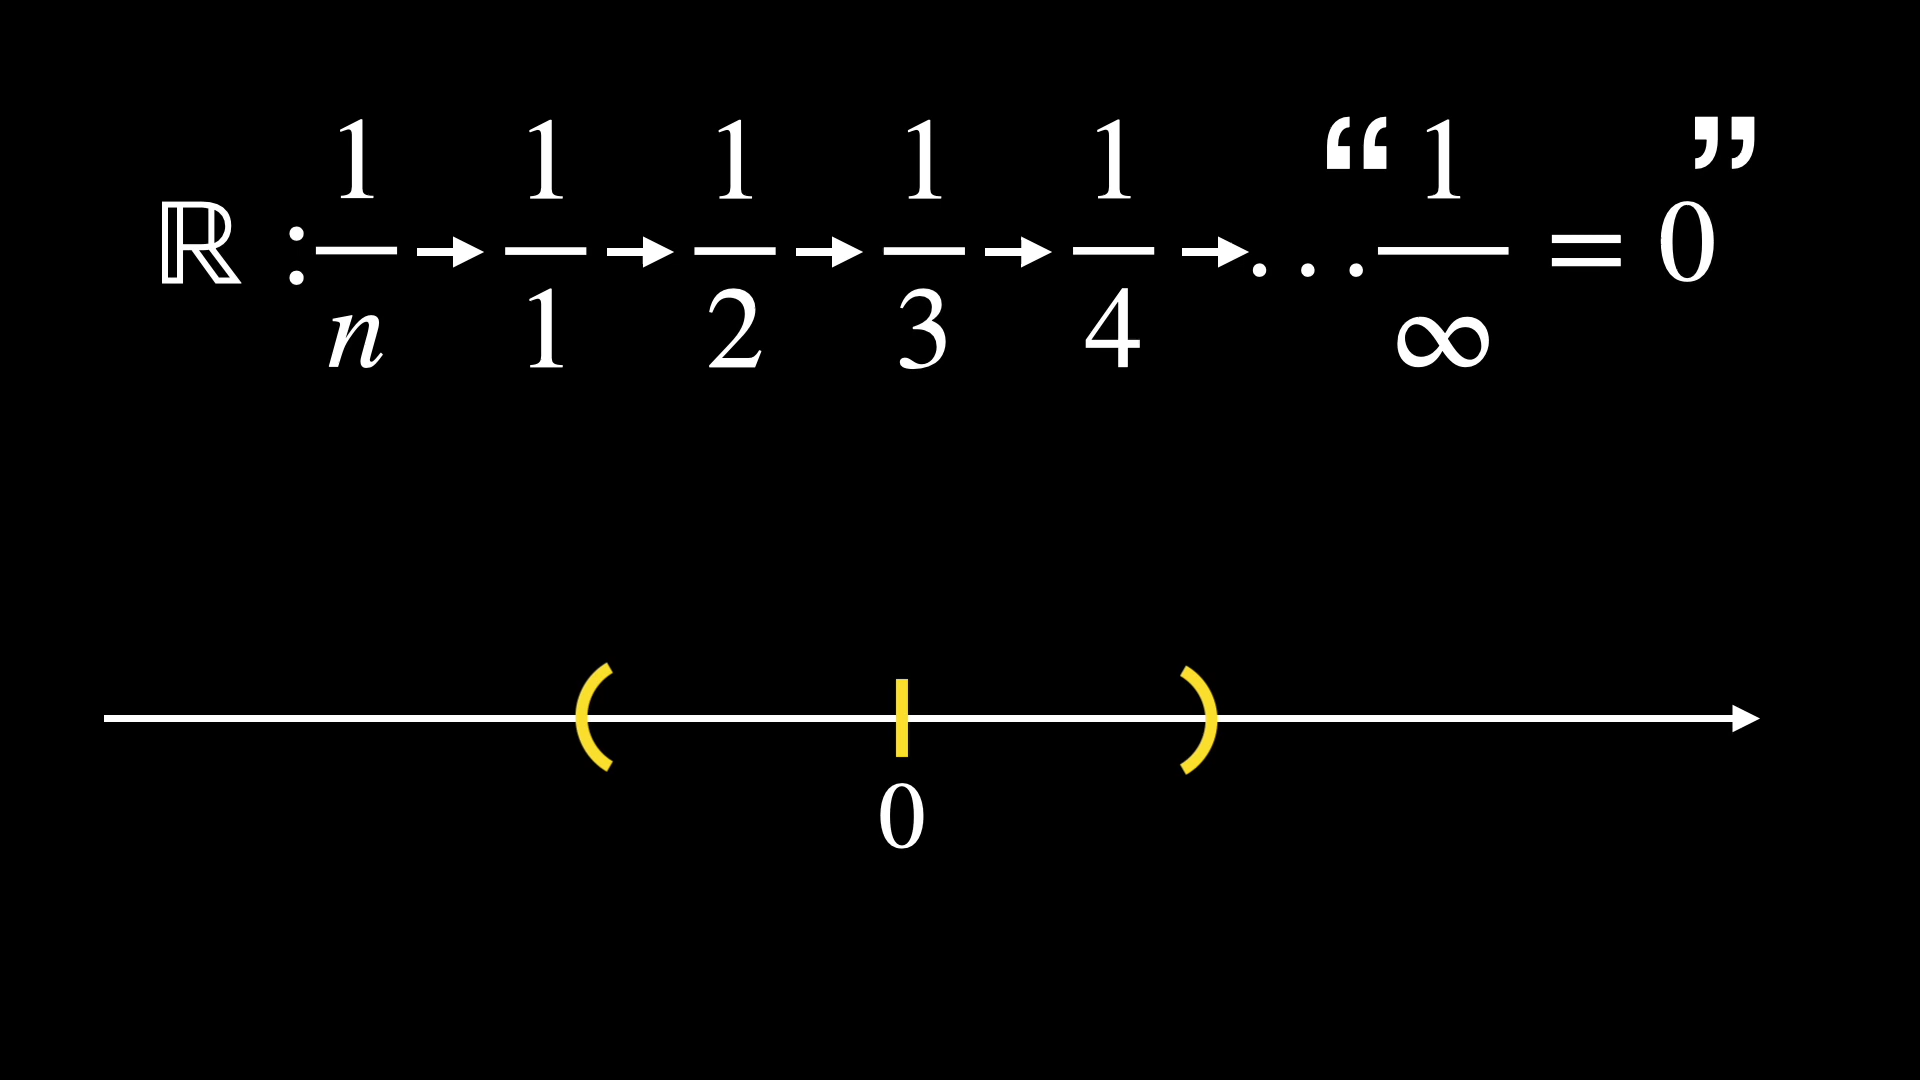 ℝ : 1/n → 1/1 → 1/2 → 1/3 → 1/4 → . . . “ 1/∞ = 0 ”
( 0 )